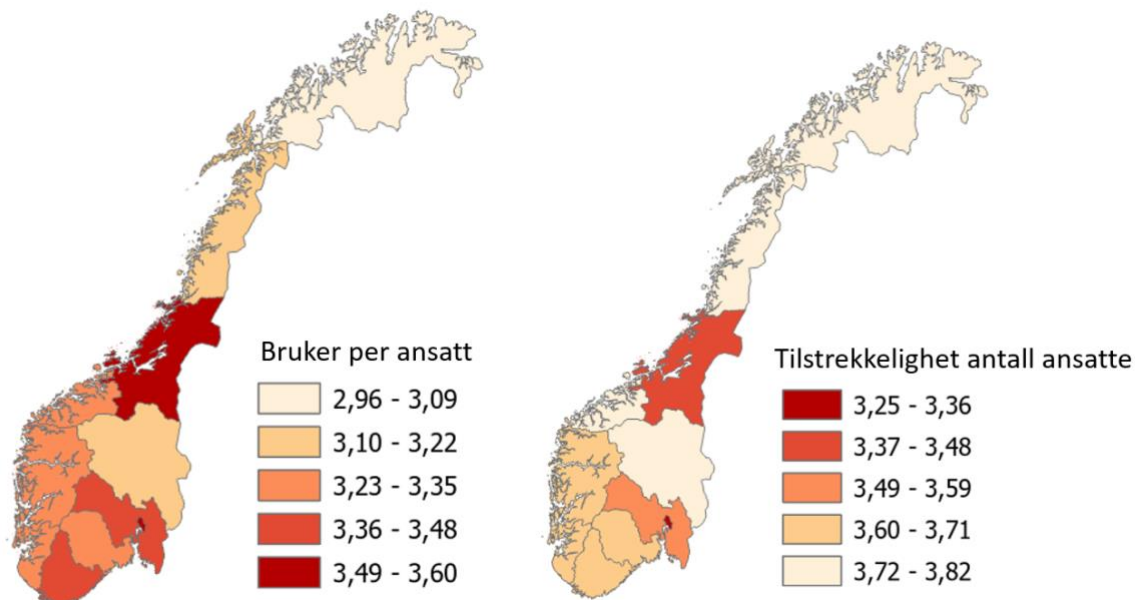 Bruker per ansatt
2,96 - 3,09
3,10 - 3,22
3,23 - 3,35
3,36 - 3,48
3,49 - 3,60
Tilstrekkelighet antall ansatte
3,25 - 3,36
3,37 - 3,48
3,49 - 3,59
3,60 - 3,71
3,72 - 3,82